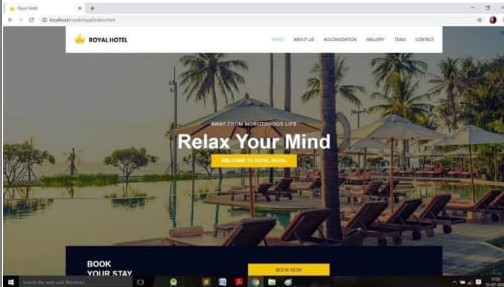 Royal Hotel
localhost/royal/royal/index.html
ROYAL HOTEL
HOME ABOUT US ACCOMODATION GALLERY TEAM CONTACT
AWAY FROM MONOTONOUS LIFE
Relax Your Mind
WELCOME TO HOTEL ROYAL
BOOK
YOUR STAY
BOOK NOW
Search the web and Windows